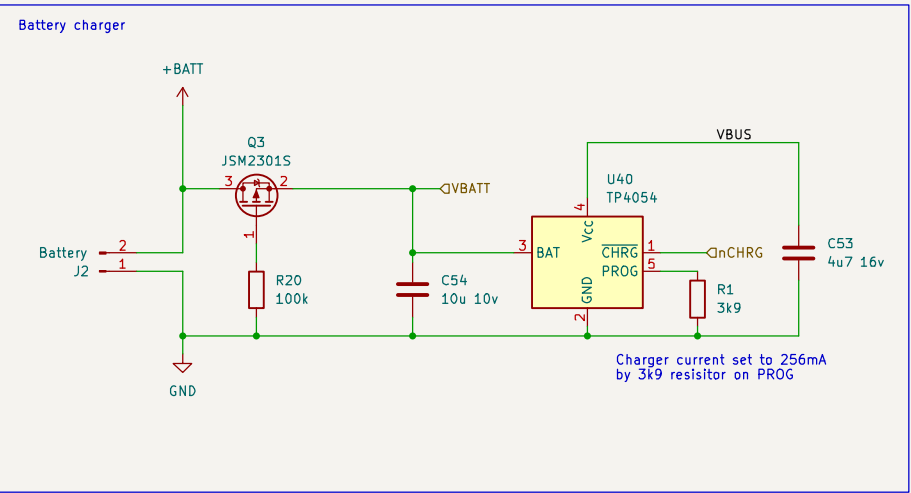 Battery charger
+BATT
Q3
JSM2301S
3
2
1
VBATT
VBUS
U40
TP4054
4
Vcc
3
BAT
CHRG
1
nCHRG
PROG
5
GND
2
C53
4u7 16v
Battery
2
J2
1
R20
100k
C54
10u 10v
R1
3k9
GND
Charger current set to 256mA
by 3k9 resisitor on PROG